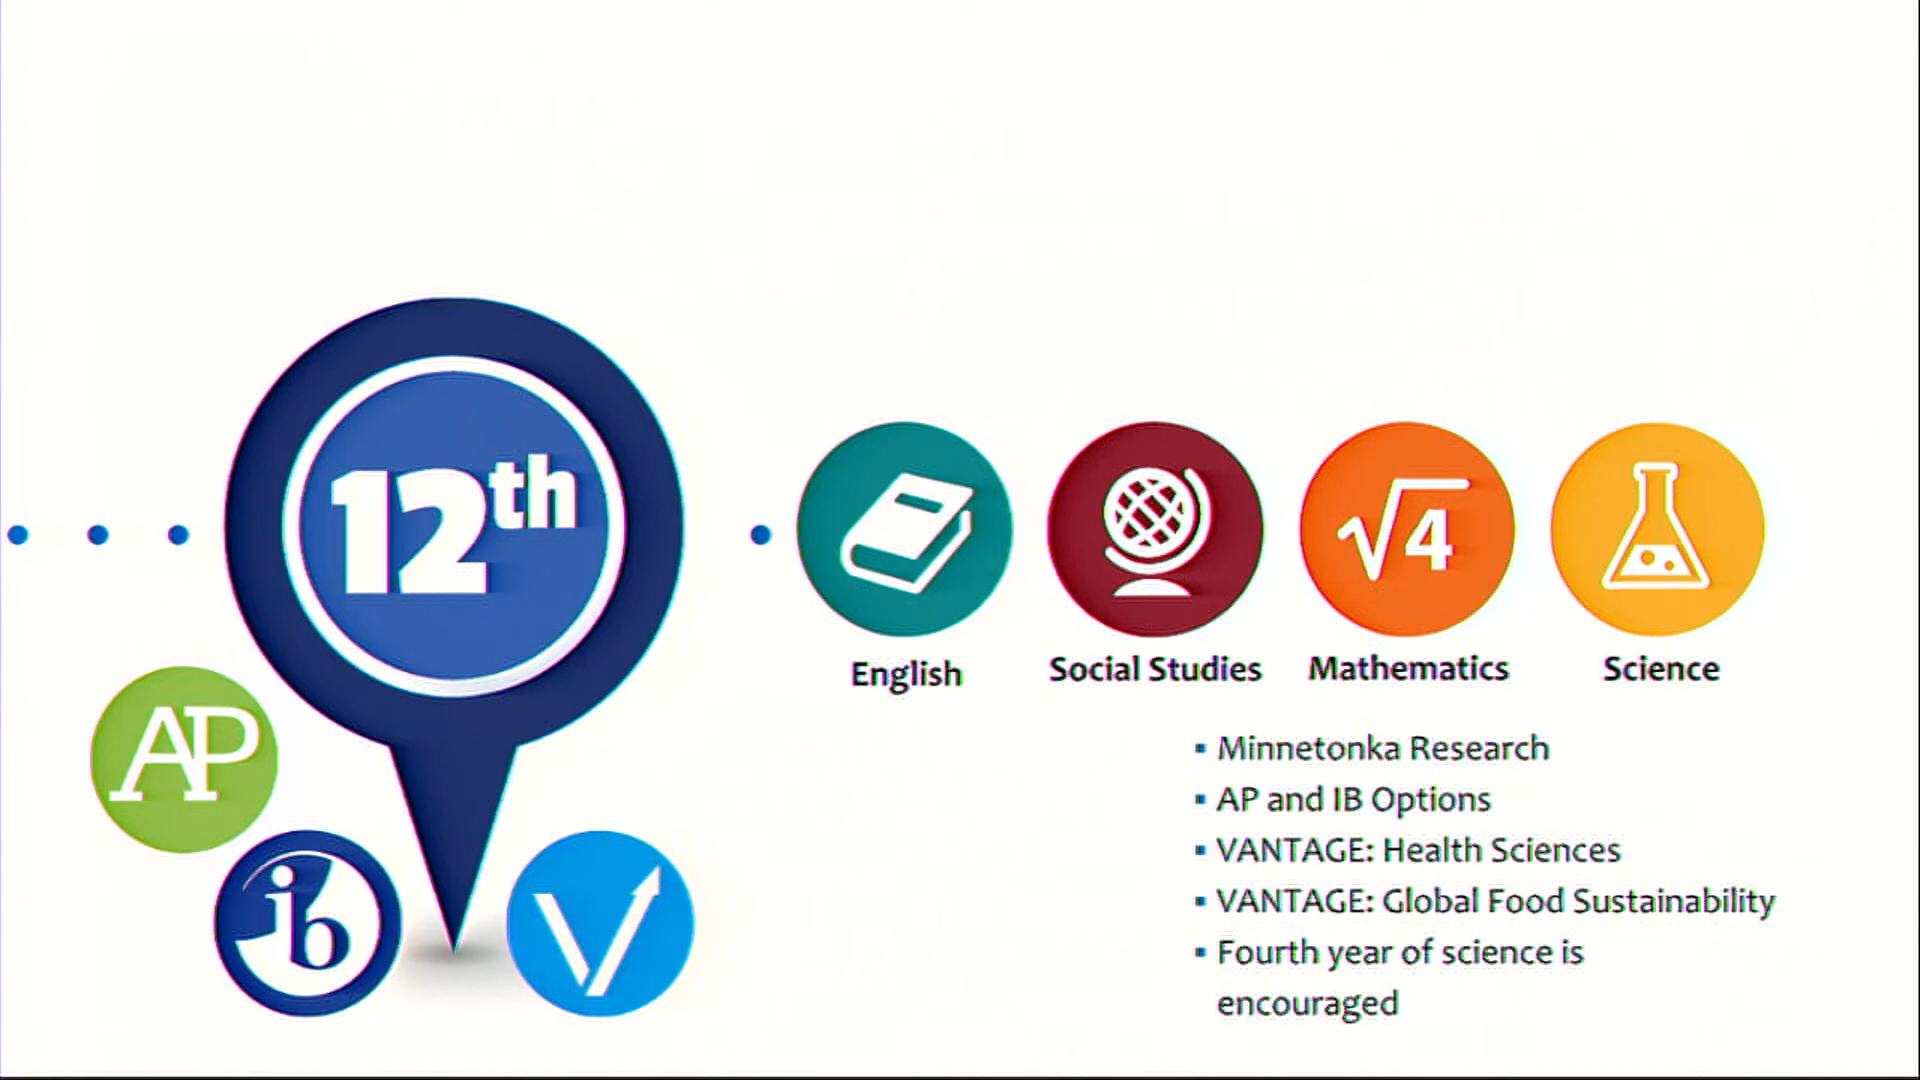 12th
AP
ib
V
√4
English
Social Studies
Mathematics
Science
▪ Minnetonka Research
▪ AP and IB Options
▪ VANTAGE: Health Sciences
▪ VANTAGE: Global Food Sustainability
▪ Fourth year of science is
encouraged